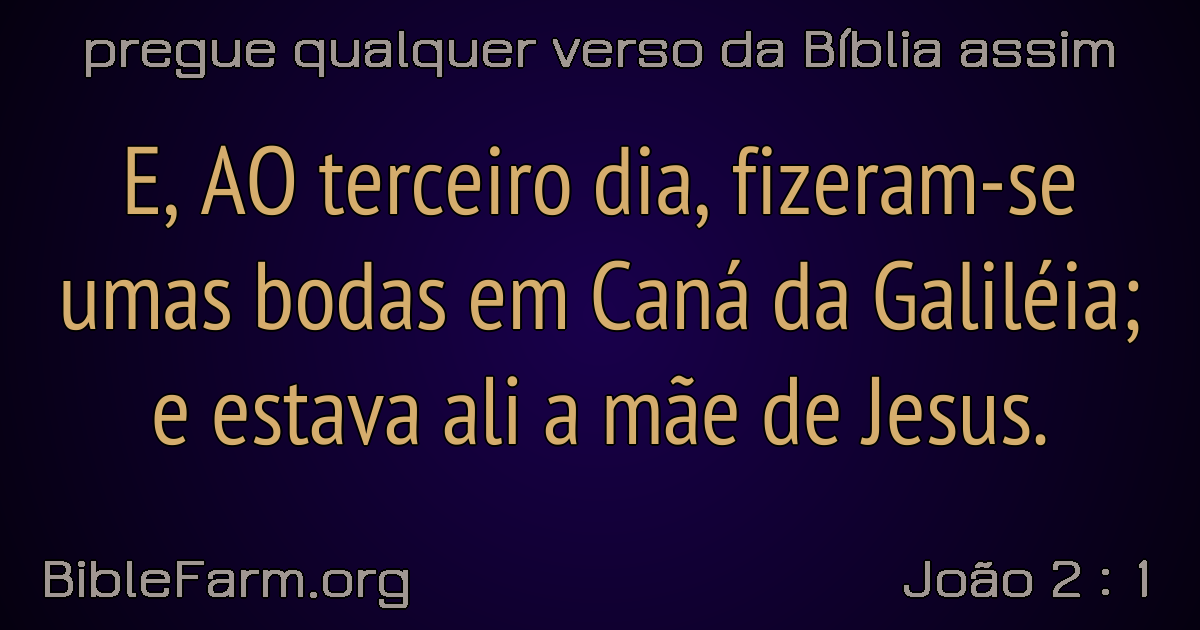 pregue qualquer verso da Bíblia assim
E, AO terceiro dia, fizeram-se
umas bodas em Caná da Galiléia;
e estava ali a mãe de Jesus.
BibleFarm.org
João 2 : 1